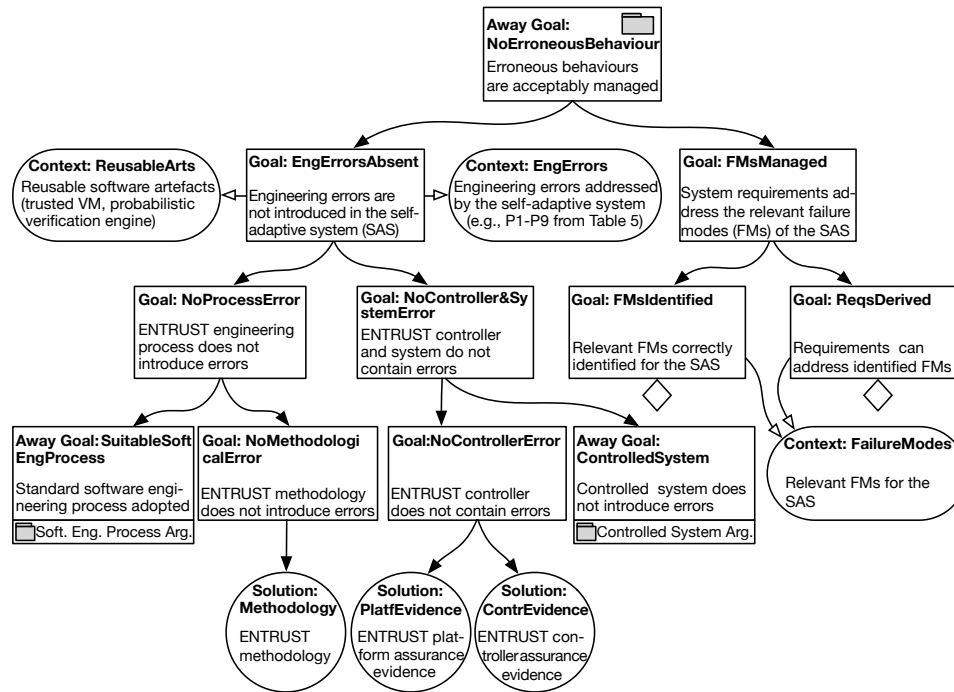 Away Goal:
NoErroneousBehaviour
Erroneous behaviours
are acceptably managed
Context: ReusableArts
Reusable software artefacts
(trusted VM, probabilistic
verification engine)
Goal: EngErrorsAbsent
Engineering errors are
not introduced in the self-
adaptive system (SAS)
Context: EngErrors
Engineering errors addressed
by the self-adaptive system
(e.g., P1-P9 from Table 5)
Goal: FMsManaged
System requirements ad-
dress the relevant failure
modes (FMs) of the SAS
Goal: NoProcessError
ENTRUST engineering
process does not
introduce errors
Goal: NoController&Sy
stemError
ENTRUST controller
and system do not
contain errors
Goal: FMsIdentified
Relevant FMs correctly
identified for the SAS
Goal: ReqsDerived
Requirements can
address identified FMs
Away Goal:SuitableSoft
EngProcess
Standard software engi-
neering process adopted
Soft. Eng. Process Arg.
Goal: NoMethodologi
calError
ENTRUST methodology
does not introduce errors
Goal:NoControllerError
ENTRUST controller
does not contain errors
Away Goal:
ControlledSystem
Controlled system does
not introduce errors
Controlled System Arg.
Context: FailureModes
Relevant FMs for the
SAS
Solution:
Methodology
ENTRUST
methodology
Solution:
PlatfEvidence
ENTRUST plat-
form assurance
evidence
Solution:
ContrEvidence
ENTRUST con-
troller assurance
evidence